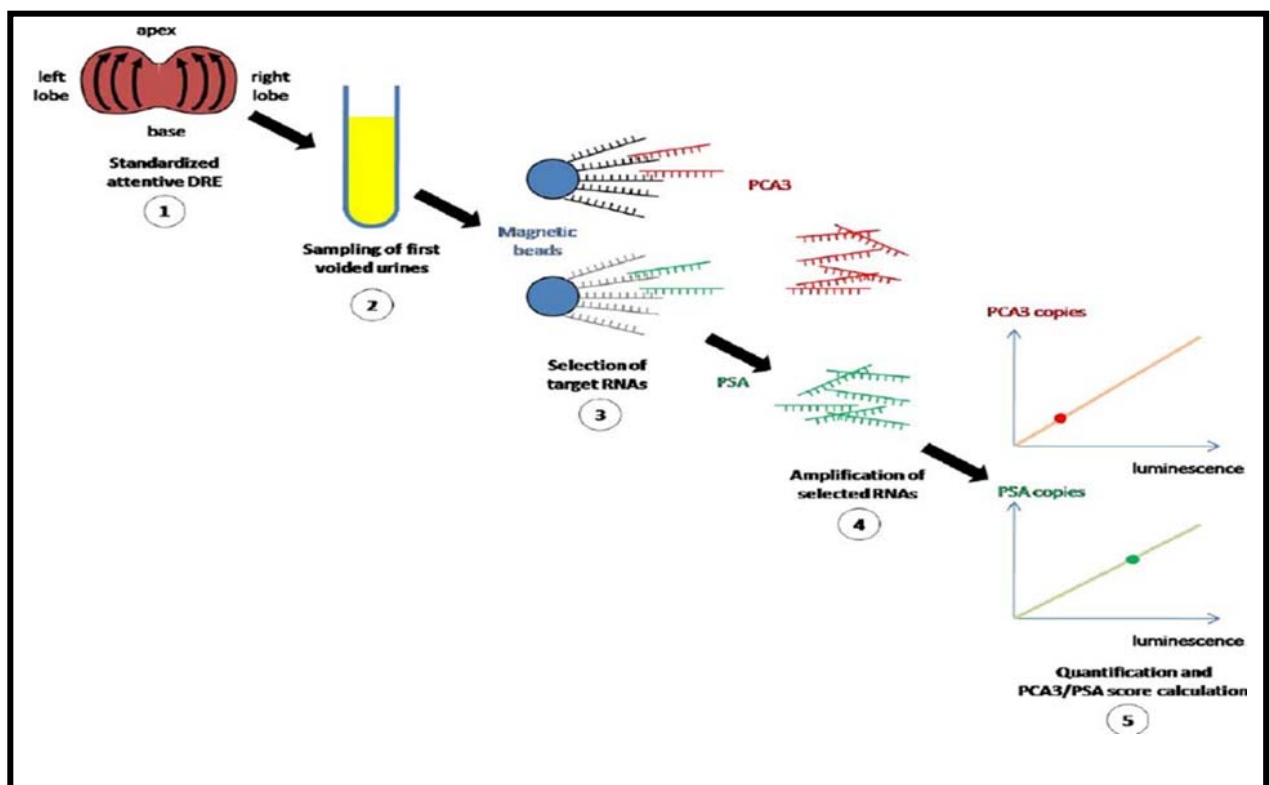 apex
left
lobe
right
lobe
base
Standardized
attentive DRE
1
Sampling of first
voided urines
2
Magnetic
beads
PCA3
Selection of
target RNAs
3
PSA
Amplification of
selected RNAs
4
PCA3 copies
luminescence
PSA copies
luminescence
Quantification and
PCA3/PSA score calculation
5